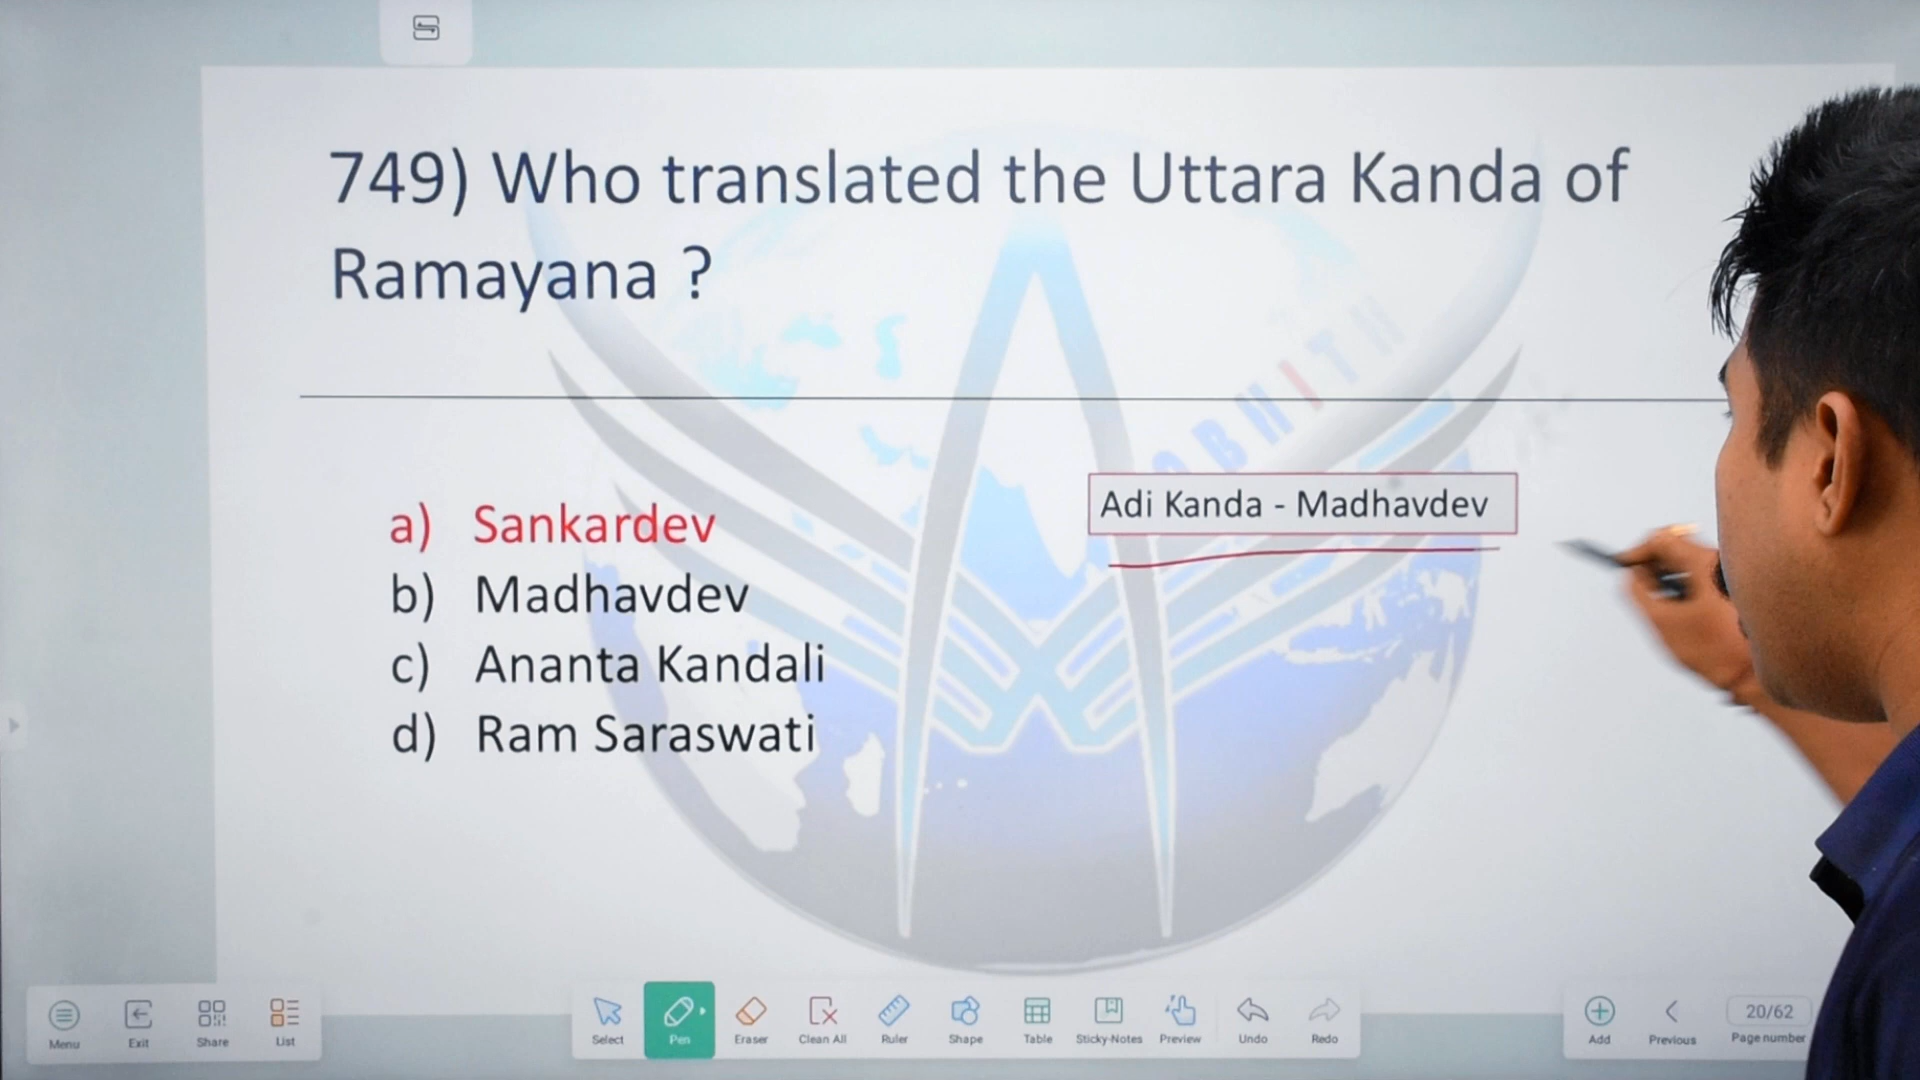 749) Who translated the Uttara Kanda of
Ramayana ?
a) Sankardev
b) Madhavdev
c) Ananta Kandali
d) Ram Saraswati
Adi Kanda - Madhavdev
OBHITH
Menu
Exit
Share
List
Select
Pen
Eraser
Clean All
Ruler
Shape
Table
Sticky-Notes
Preview
Undo
Redo
Add
Previous
20/62
Page number